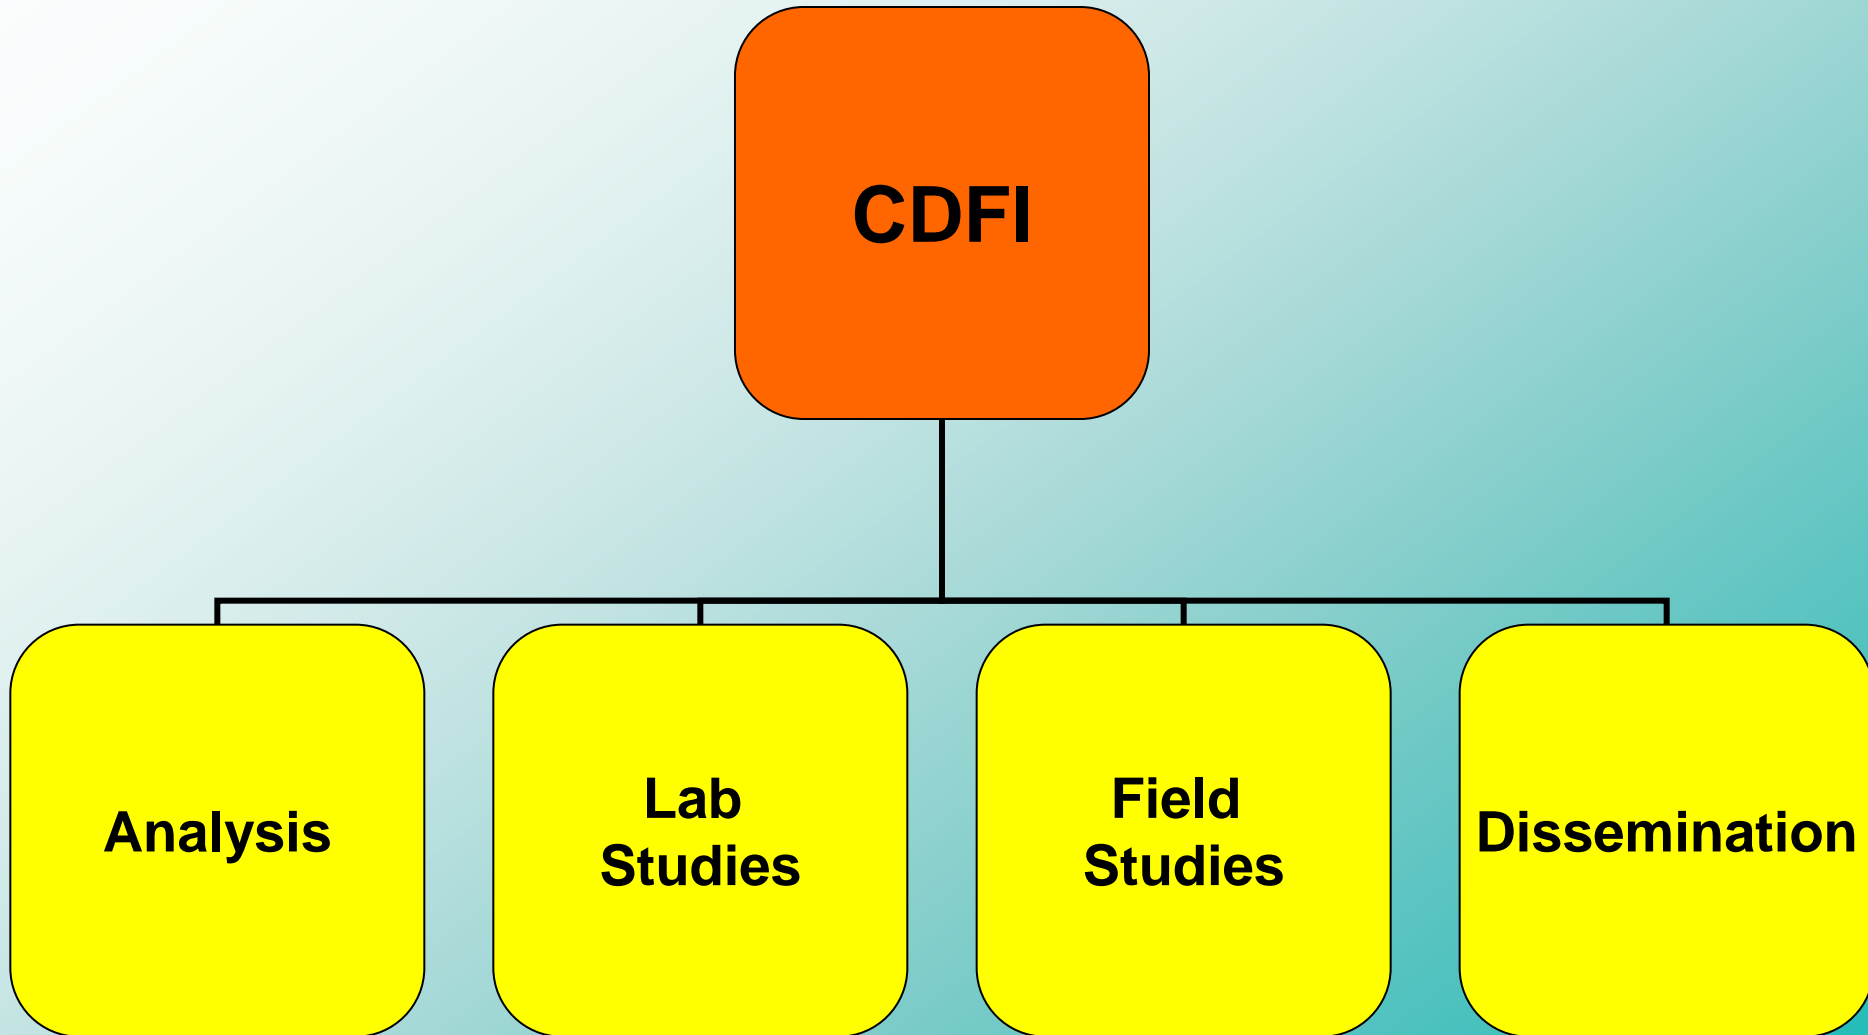 CDFI
Analysis
Lab
Studies
Field
Studies
Dissemination